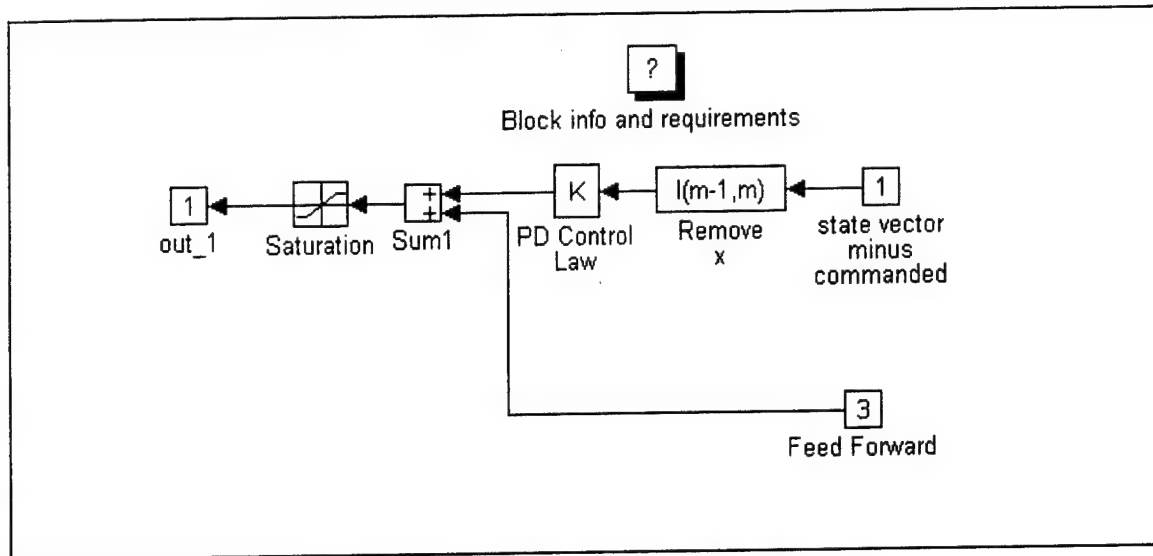 ?
Block info and requirements
1
out_1
Saturation
+
+
Sum1
K
PD Control
Law
I(m-1,m)
Remove
x
1
state vector
minus
commanded
3
Feed Forward